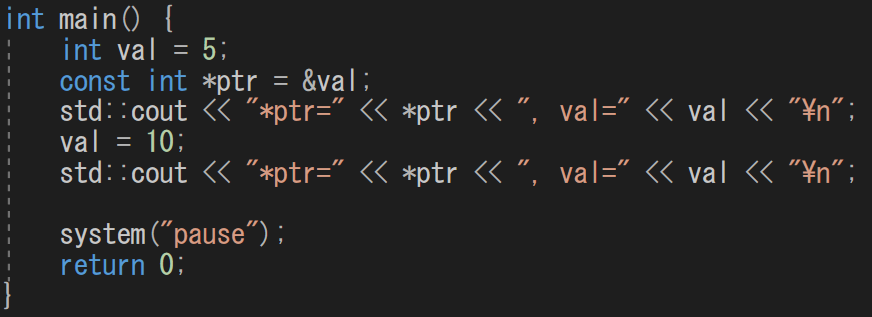 int main() {
    int val = 5;
    const int *ptr = &val;
    std::cout << "*ptr=" << *ptr << ", val=" << val << "¥n";
    val = 10;
    std::cout << "*ptr=" << *ptr << ", val=" << val << "¥n";
    system("pause");
    return 0;
}